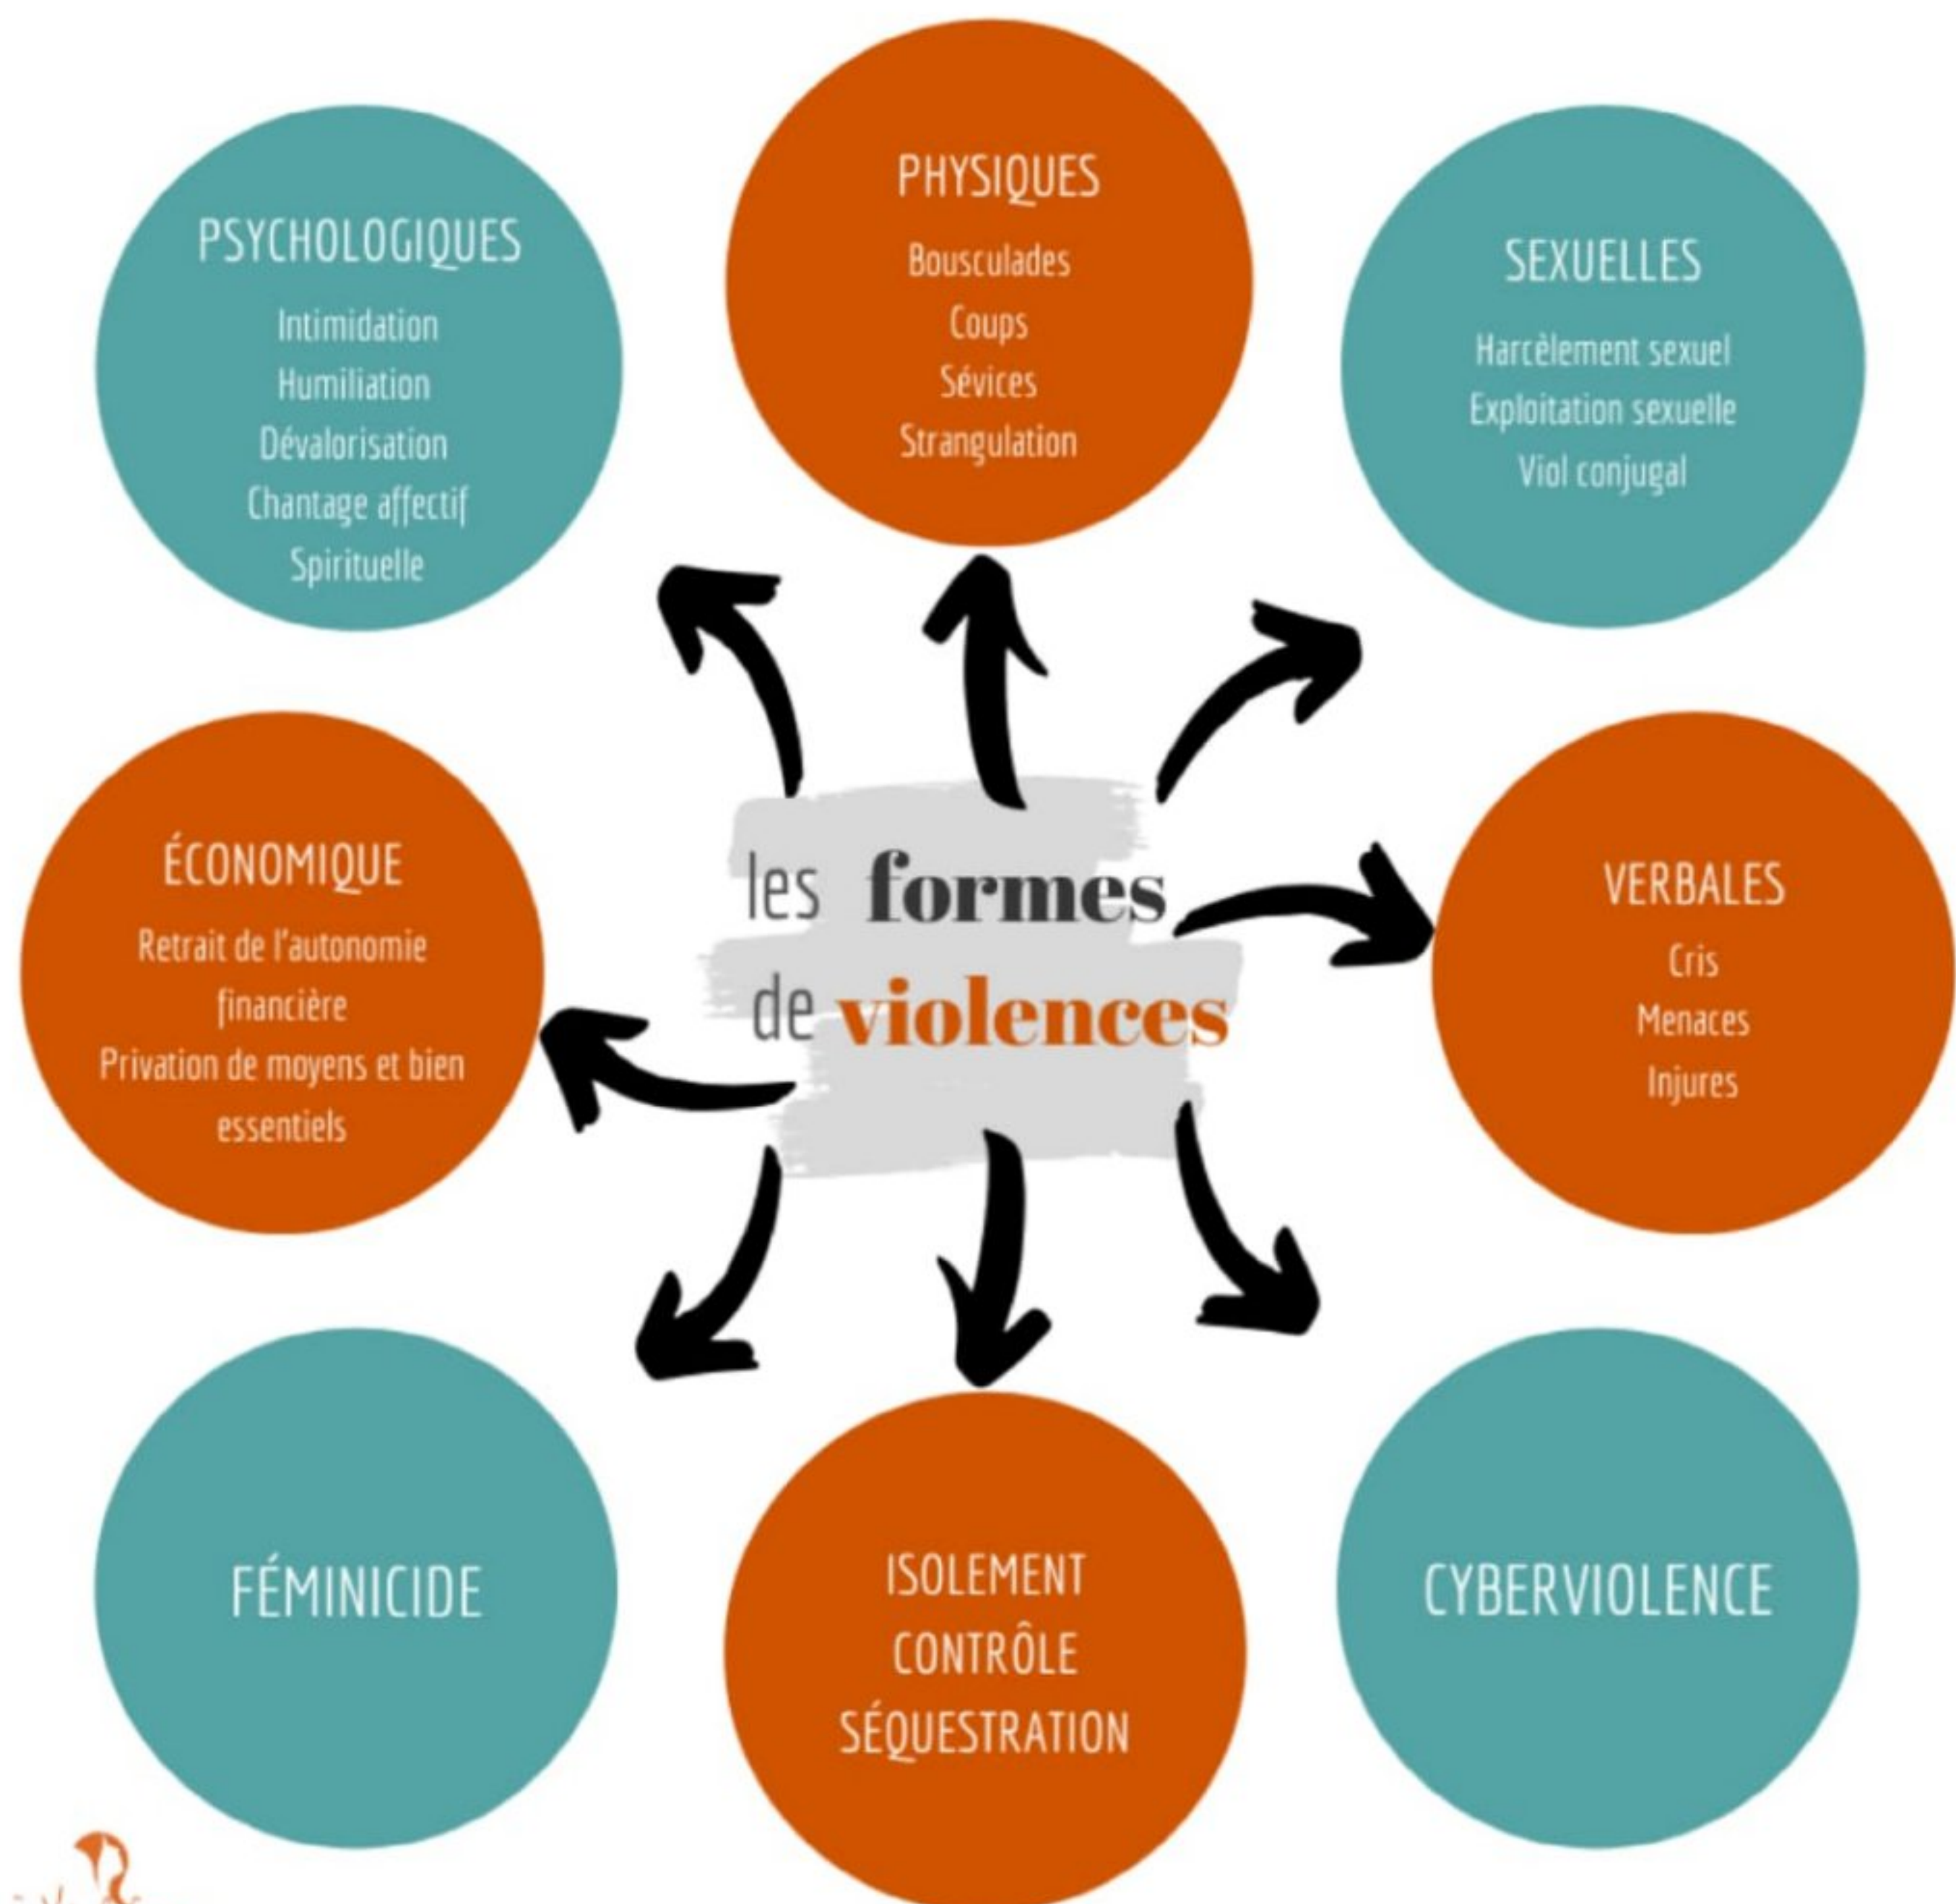 PHYSIQUES
Bousculades
Coups
Sévices
Strangulation
PSYCHOLOGIQUES
Intimidation
Humiliation
Dévalorisation
Chantage affectif
Spirituelle
SEXUELLES
Harcèlement sexuel
Exploitation sexuelle
Viol conjugal
ÉCONOMIQUE
Retrait de l'autonomie
financière
Privation de moyens et bien
essentiels
les formes
de violences
VERBALES
Cris
Menaces
Injures
FÉMINICIDE
ISOLEMENT
CONTRÔLE
SÉQUESTRATION
CYBERVIOLENCE